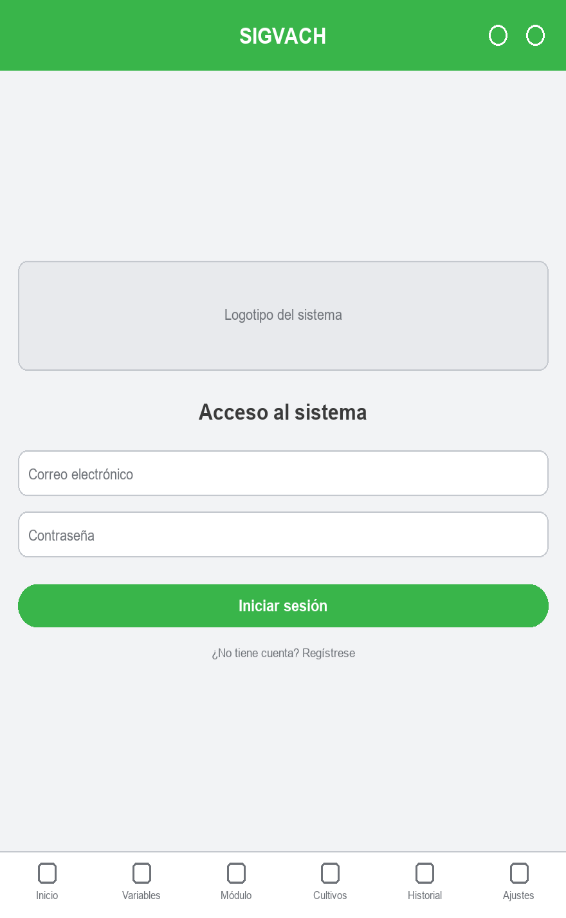 SIGVACH
Logotipo del sistema
Acceso al sistema
Correo electrónico
Contraseña
Iniciar sesión
¿No tiene cuenta? Regístrese
Inicio
Variables
Módulo
Cultivos
Historial
Ajustes